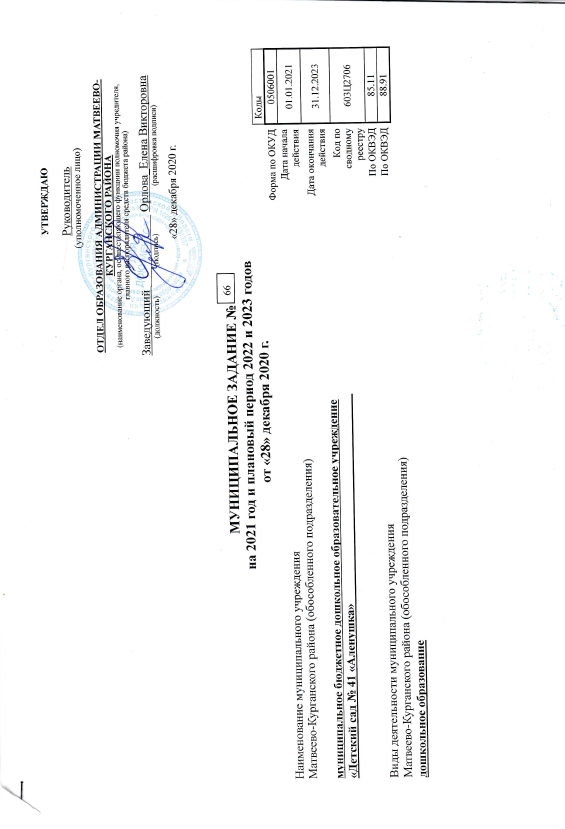 УТВЕРЖДАЮ
Руководитель
(уполномоченное лицо)
ОТДЕЛ ОБРАЗОВАНИЯ АДМИНИСТРАЦИИ МАТВЕЕВО-
КУРГАНСКОГО РАЙОНА
(наименование органа, осуществляющего функции и полномочия учредителя,
главного распорядителя средств бюджета района)
Заведующий Орлова Елена Викторовна
(должность) (подпись) (расшифровка подписи)
«28» декабря 2020 г.
МУНИЦИПАЛЬНОЕ ЗАДАНИЕ № 66
на 2021 год и плановый период 2022 и 2023 годов
от «28» декабря 2020 г.
Коды
Форма по ОКУД 0506001
Дата начала 01.01.2021
действия
Дата окончания 31.12.2023
действия
Код по 603Ц2706
сводному
реестру
По ОКВЭД 85.11
По ОКВЭД 88.91
Наименование муниципального учреждения
Матвеево-Курганского района (обособленного подразделения)
муниципальное бюджетное дошкольное образовательное учреждение
«Детский сад № 41 «Аленушка»
Виды деятельности муниципального учреждения
Матвеево-Курганского района (обособленного подразделения)
дошкольное образование